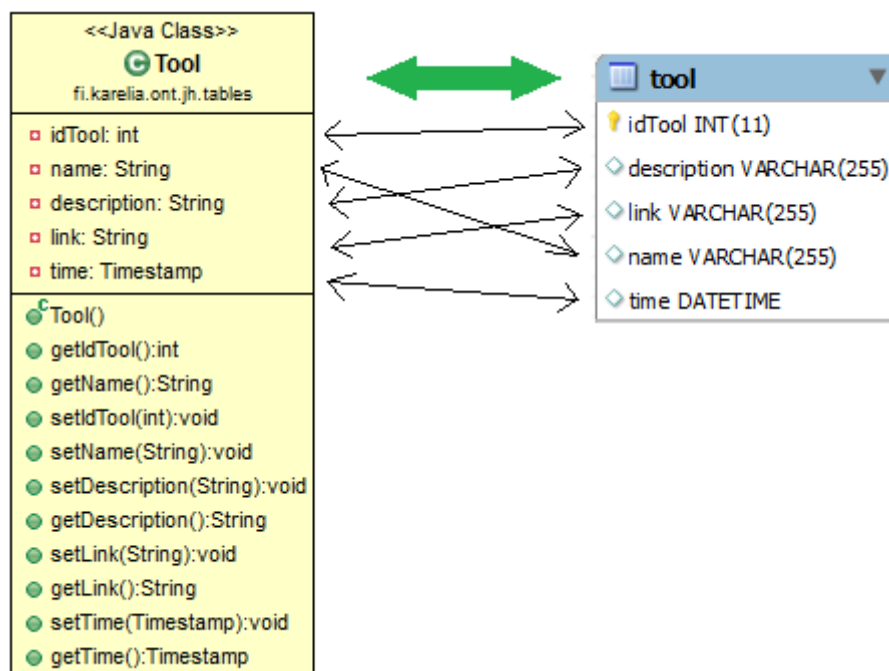 <<Java Class>>
C Tool
fi.karelia.ont.jh.tables
idTool: int
name: String
description: String
link: String
time: Timestamp
C Tool()
getIdTool():int
getName():String
setIdTool(int):void
setName(String):void
setDescription(String):void
getDescription():String
setLink(String):void
getLink():String
setTime(Timestamp):void
getTime():Timestamp
tool
idTool INT(11)
description VARCHAR(255)
link VARCHAR(255)
name VARCHAR(255)
time DATETIME